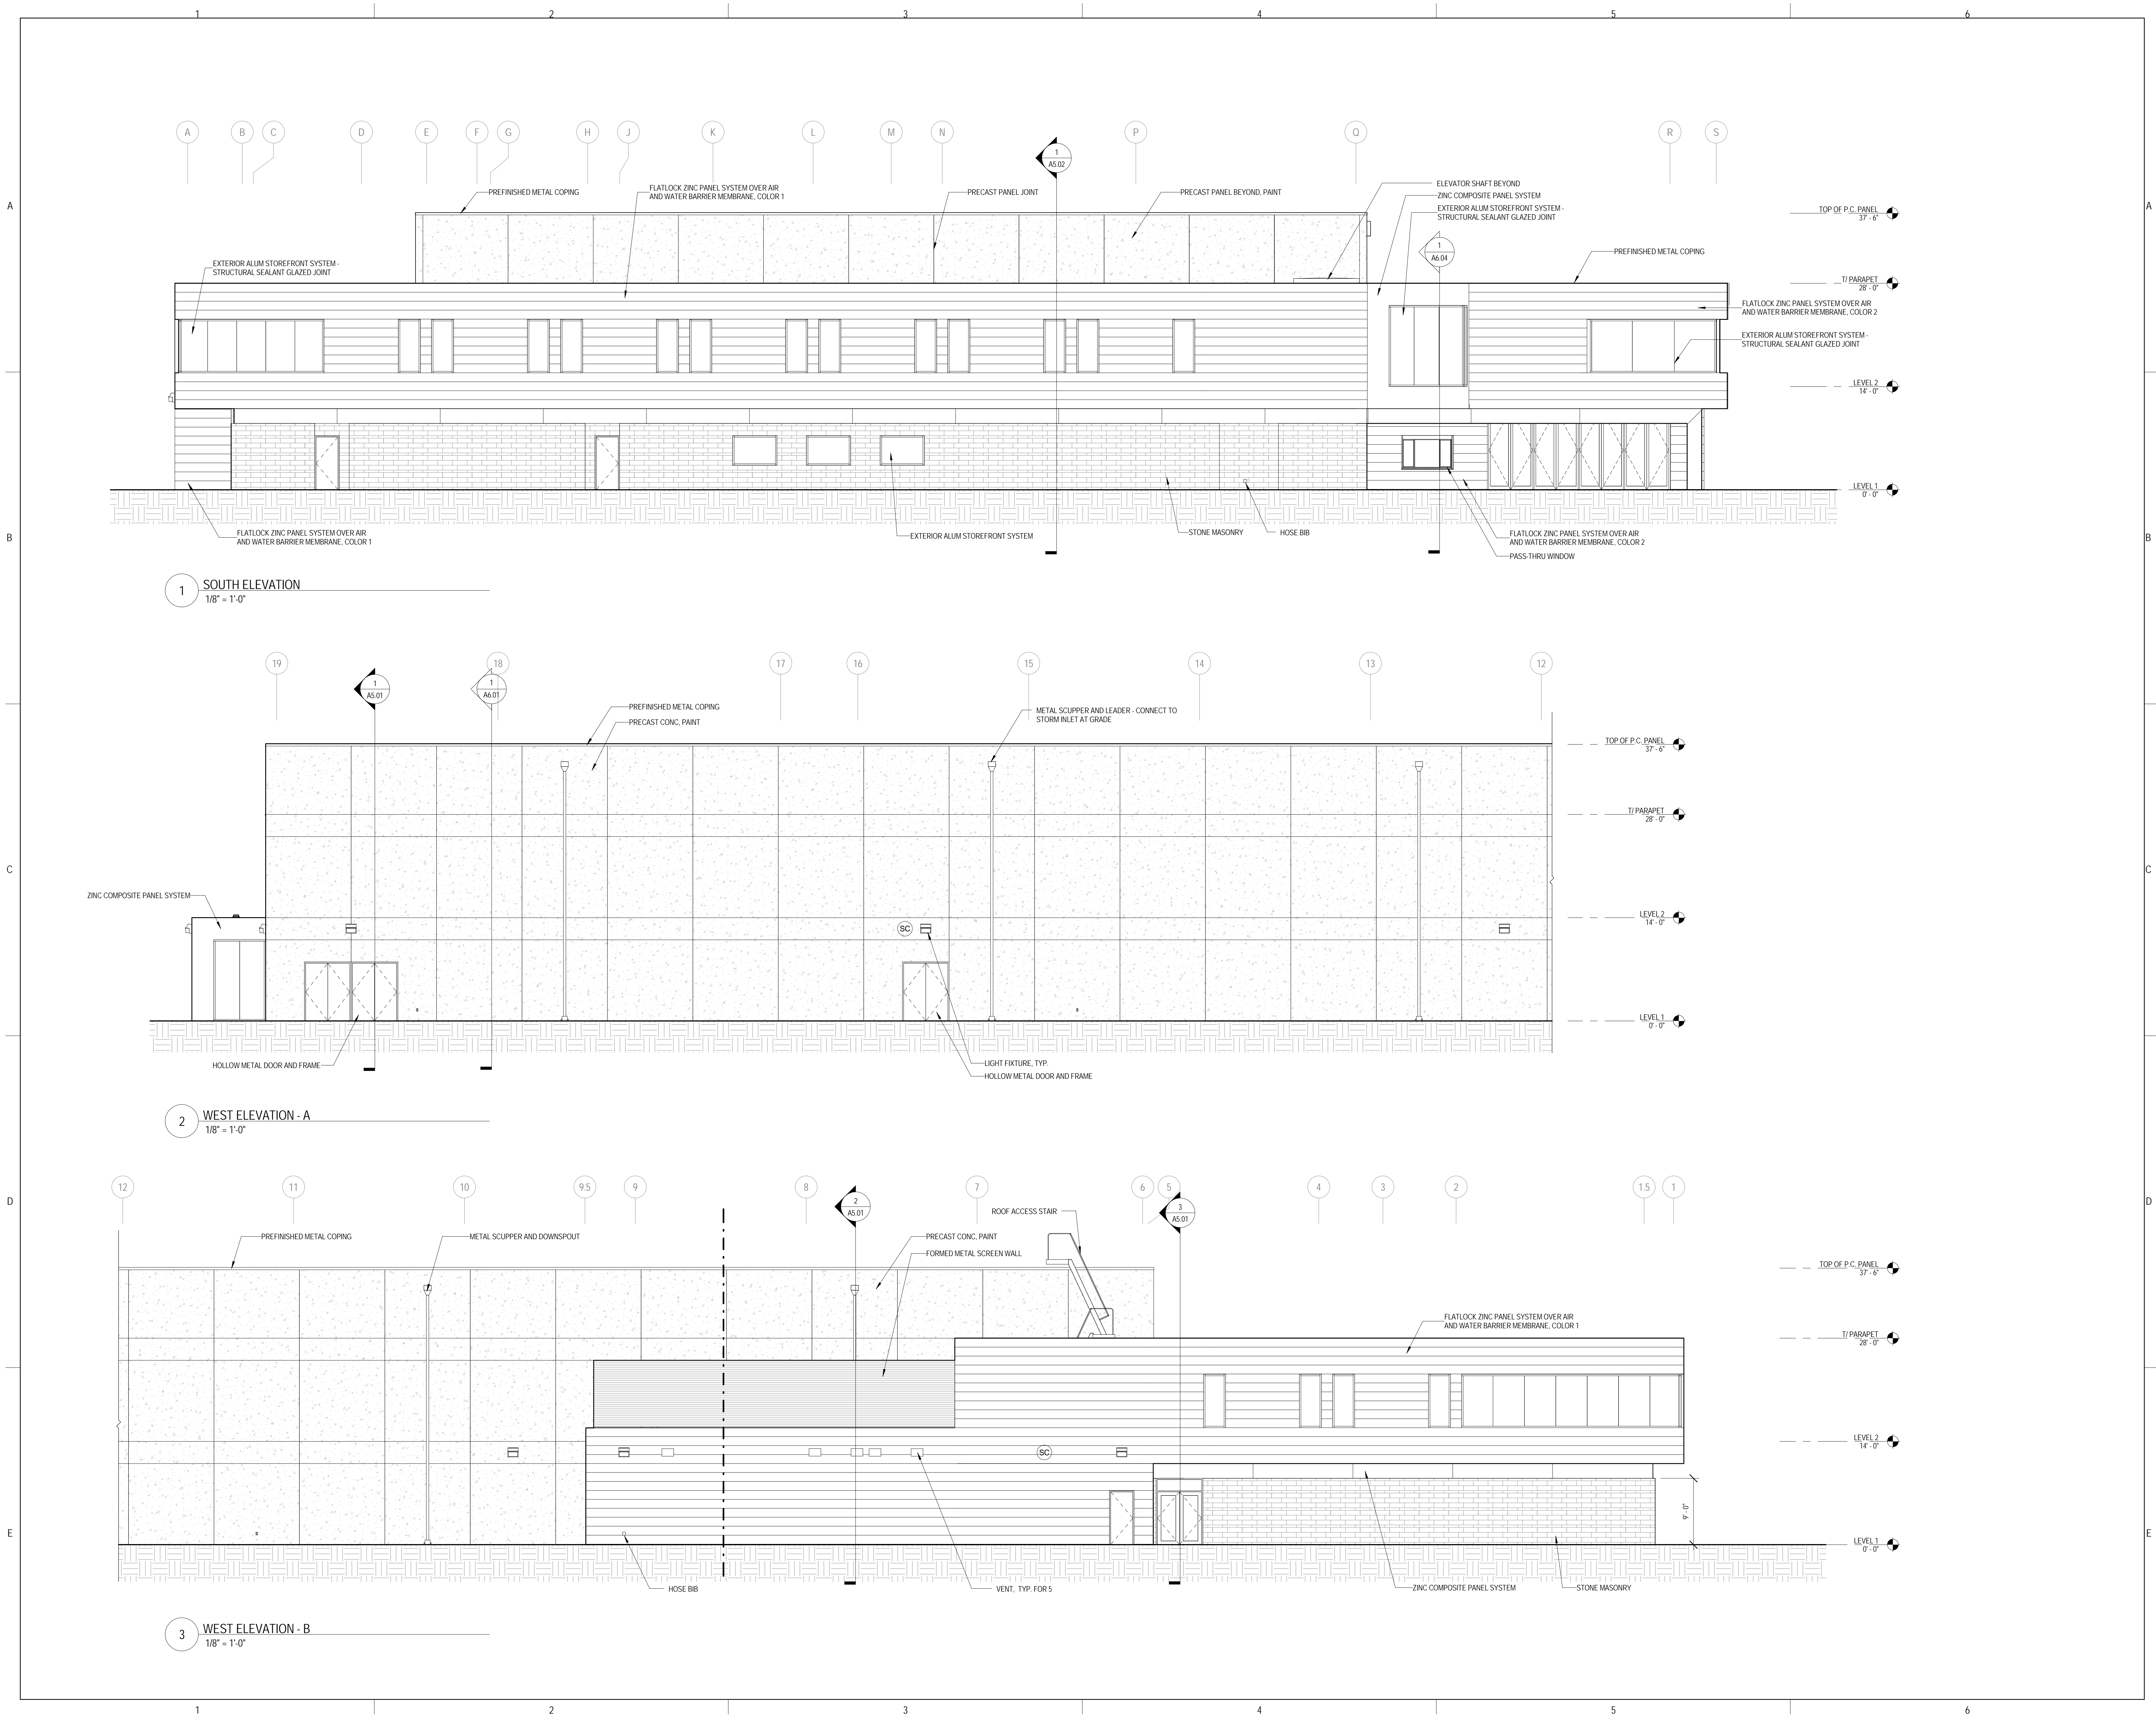 1 2 3 4 5 6
A B C D E F G H J K L M N P Q R S
1
A5.02
PREFINISHED METAL COPING
FLATLOCK ZINC PANEL SYSTEM OVER AIR
AND WATER BARRIER MEMBRANE, COLOR 1
PRECAST PANEL JOINT
PRECAST PANEL BEYOND, PAINT
ELEVATOR SHAFT BEYOND
ZINC COMPOSITE PANEL SYSTEM
EXTERIOR ALUM STOREFRONT SYSTEM -
STRUCTURAL SEALANT GLAZED JOINT
A
A
TOP OF P.C. PANEL
37' - 6"
1
A6.04
PREFINISHED METAL COPING
EXTERIOR ALUM STOREFRONT SYSTEM -
STRUCTURAL SEALANT GLAZED JOINT
T/ PARAPET
28' - 0"
FLATLOCK ZINC PANEL SYSTEM OVER AIR
AND WATER BARRIER MEMBRANE, COLOR 2
EXTERIOR ALUM STOREFRONT SYSTEM -
STRUCTURAL SEALANT GLAZED JOINT
LEVEL 2
14' - 0"
LEVEL 1
0' - 0"
B
B
FLATLOCK ZINC PANEL SYSTEM OVER AIR
AND WATER BARRIER MEMBRANE, COLOR 1
EXTERIOR ALUM STOREFRONT SYSTEM
STONE MASONRY
HOSE BIB
FLATLOCK ZINC PANEL SYSTEM OVER AIR
AND WATER BARRIER MEMBRANE, COLOR 2
PASS-THRU WINDOW
1
SOUTH ELEVATION
1/8" = 1'-0"
19 18 17 16 15 14 13 12
1
A5.01
1
A6.01
PREFINISHED METAL COPING
PRECAST CONC, PAINT
METAL SCUPPER AND LEADER - CONNECT TO
STORM INLET AT GRADE
TOP OF P.C. PANEL
37' - 6"
T/ PARAPET
28' - 0"
C
C
ZINC COMPOSITE PANEL SYSTEM
SC
LEVEL 2
14' - 0"
LEVEL 1
0' - 0"
HOLLOW METAL DOOR AND FRAME
LIGHT FIXTURE, TYP.
HOLLOW METAL DOOR AND FRAME
2
WEST ELEVATION - A
1/8" = 1'-0"
12 11 10 9.5 9 8 7 6 5 4 3 2 1.5 1
D
D
2
A5.01
3
A5.01
ROOF ACCESS STAIR
PREFINISHED METAL COPING
METAL SCUPPER AND DOWNSPOUT
PRECAST CONC, PAINT
FORMED METAL SCREEN WALL
TOP OF P.C. PANEL
37' - 6"
FLATLOCK ZINC PANEL SYSTEM OVER AIR
AND WATER BARRIER MEMBRANE, COLOR 1
T/ PARAPET
28' - 0"
SC
LEVEL 2
14' - 0"
9' - 0"
E
E
LEVEL 1
0' - 0"
HOSE BIB
VENT, TYP. FOR 5
ZINC COMPOSITE PANEL SYSTEM
STONE MASONRY
3
WEST ELEVATION - B
1/8" = 1'-0"
1 2 3 4 5 6